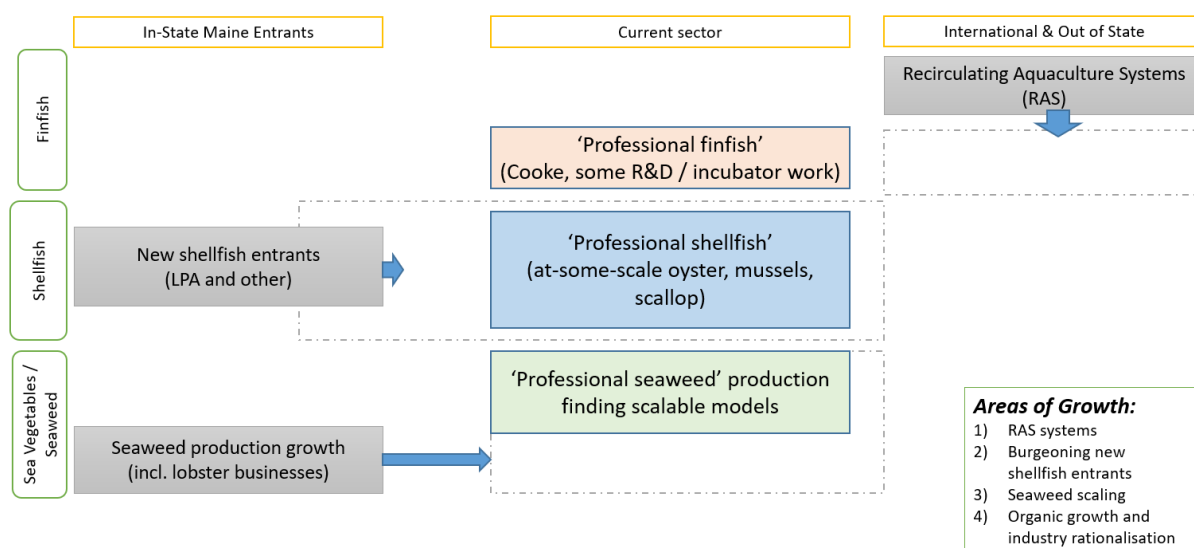 In-State Maine Entrants
Current sector
International & Out of State
Finfish
Recirculating Aquaculture Systems
(RAS)
‘Professional finfish’
(Cooke, some R&D / incubator work)
Shellfish
New shellfish entrants
(LPA and other)
‘Professional shellfish’
(at-some-scale oyster, mussels,
scallop)
Sea Vegetables /
Seaweed
‘Professional seaweed’ production
finding scalable models
Seaweed production growth
(incl. lobster businesses)
Areas of Growth:
1) RAS systems
2) Burgeoning new
shellfish entrants
3) Seaweed scaling
4) Organic growth and
industry rationalisation